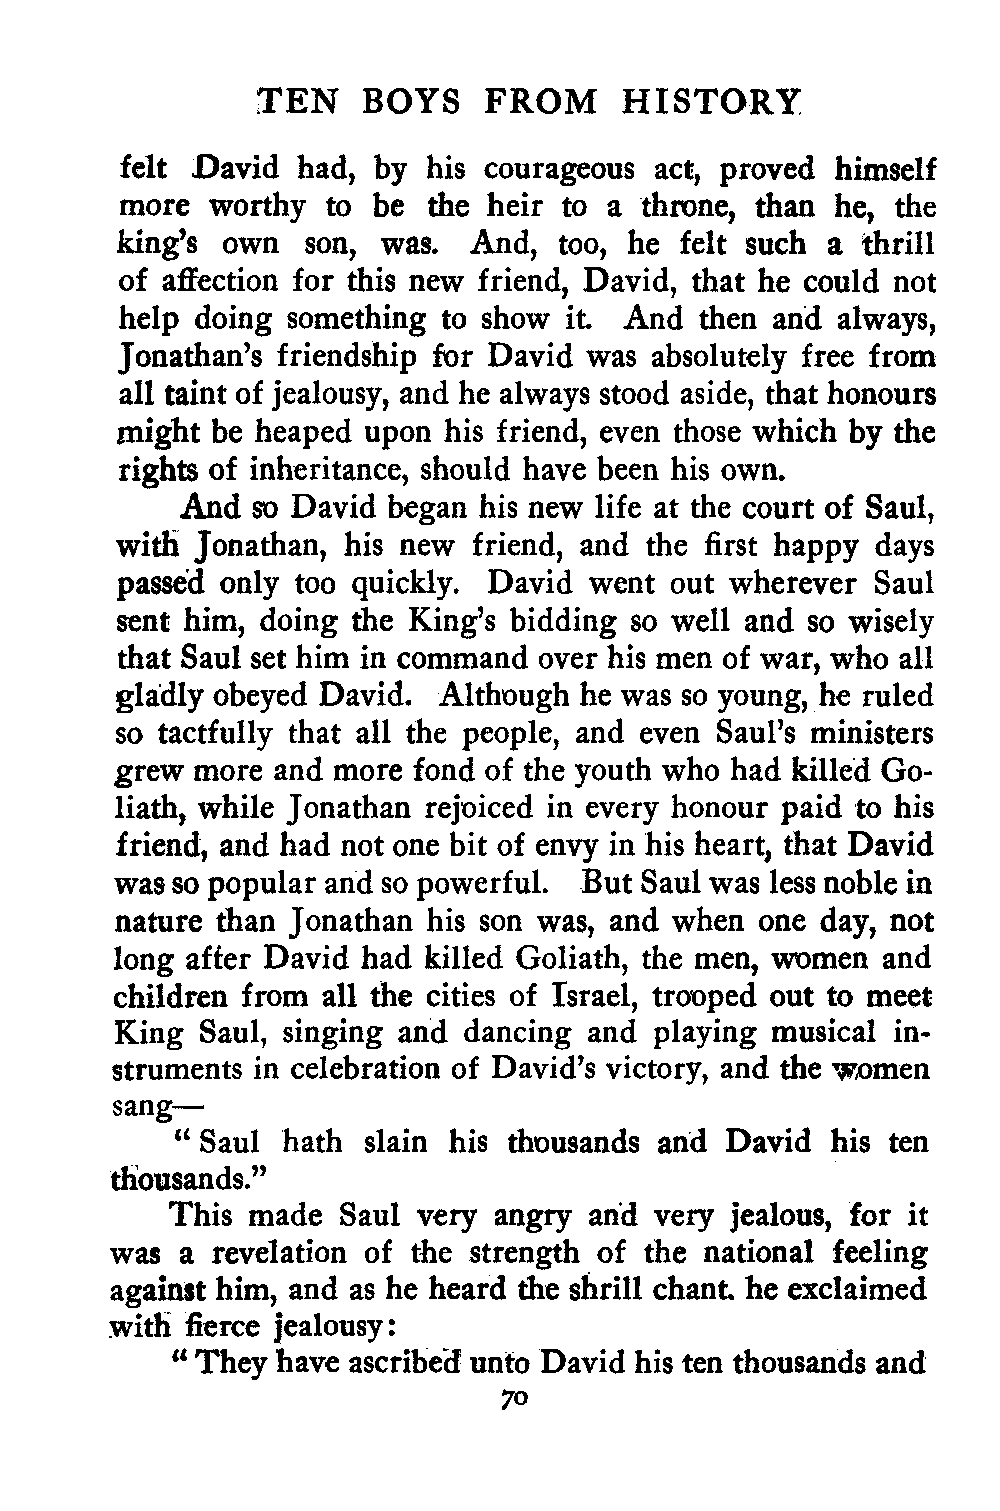 TEN BOYS FROM HISTORY
felt David had, by his courageous act, proved himself
more worthy to be the heir to a throne, than he, the
king's own son, was. And, too, he felt such a thrill
of affection for this new friend, David, that he could not
help doing something to show it. And then and always,
Jonathan's friendship for David was absolutely free from
all taint of jealousy, and he always stood aside, that honours
might be heaped upon his friend, even those which by the
rights of inheritance, should have been his own.
And so David began his new life at the court of Saul,
with Jonathan, his new friend, and the first happy days
passed only too quickly. David went out wherever Saul
sent him, doing the King's bidding so well and so wisely
that Saul set him in command over his men of war, who all
gladly obeyed David. Although he was so young, he ruled
so tactfully that all the people, and even Saul's ministers
grew more and more fond of the youth who had killed Go-
liath, while Jonathan rejoiced in every honour paid to his
friend, and had not one bit of envy in his heart, that David
was so popular and so powerful. But Saul was less noble in
nature than Jonathan his son was, and when one day, not
long after David had killed Goliath, the men, women and
children from all the cities of Israel, trooped out to meet
King Saul, singing and dancing and playing musical in-
struments in celebration of David's victory, and the women
sang—
"Saul hath slain his thousands and David his ten
thousands."
This made Saul very angry and very jealous, for it
was a revelation of the strength of the national feeling
against him, and as he heard the shrill chant. he exclaimed
with fierce jealousy:
"They have ascribed unto David his ten thousands and
70